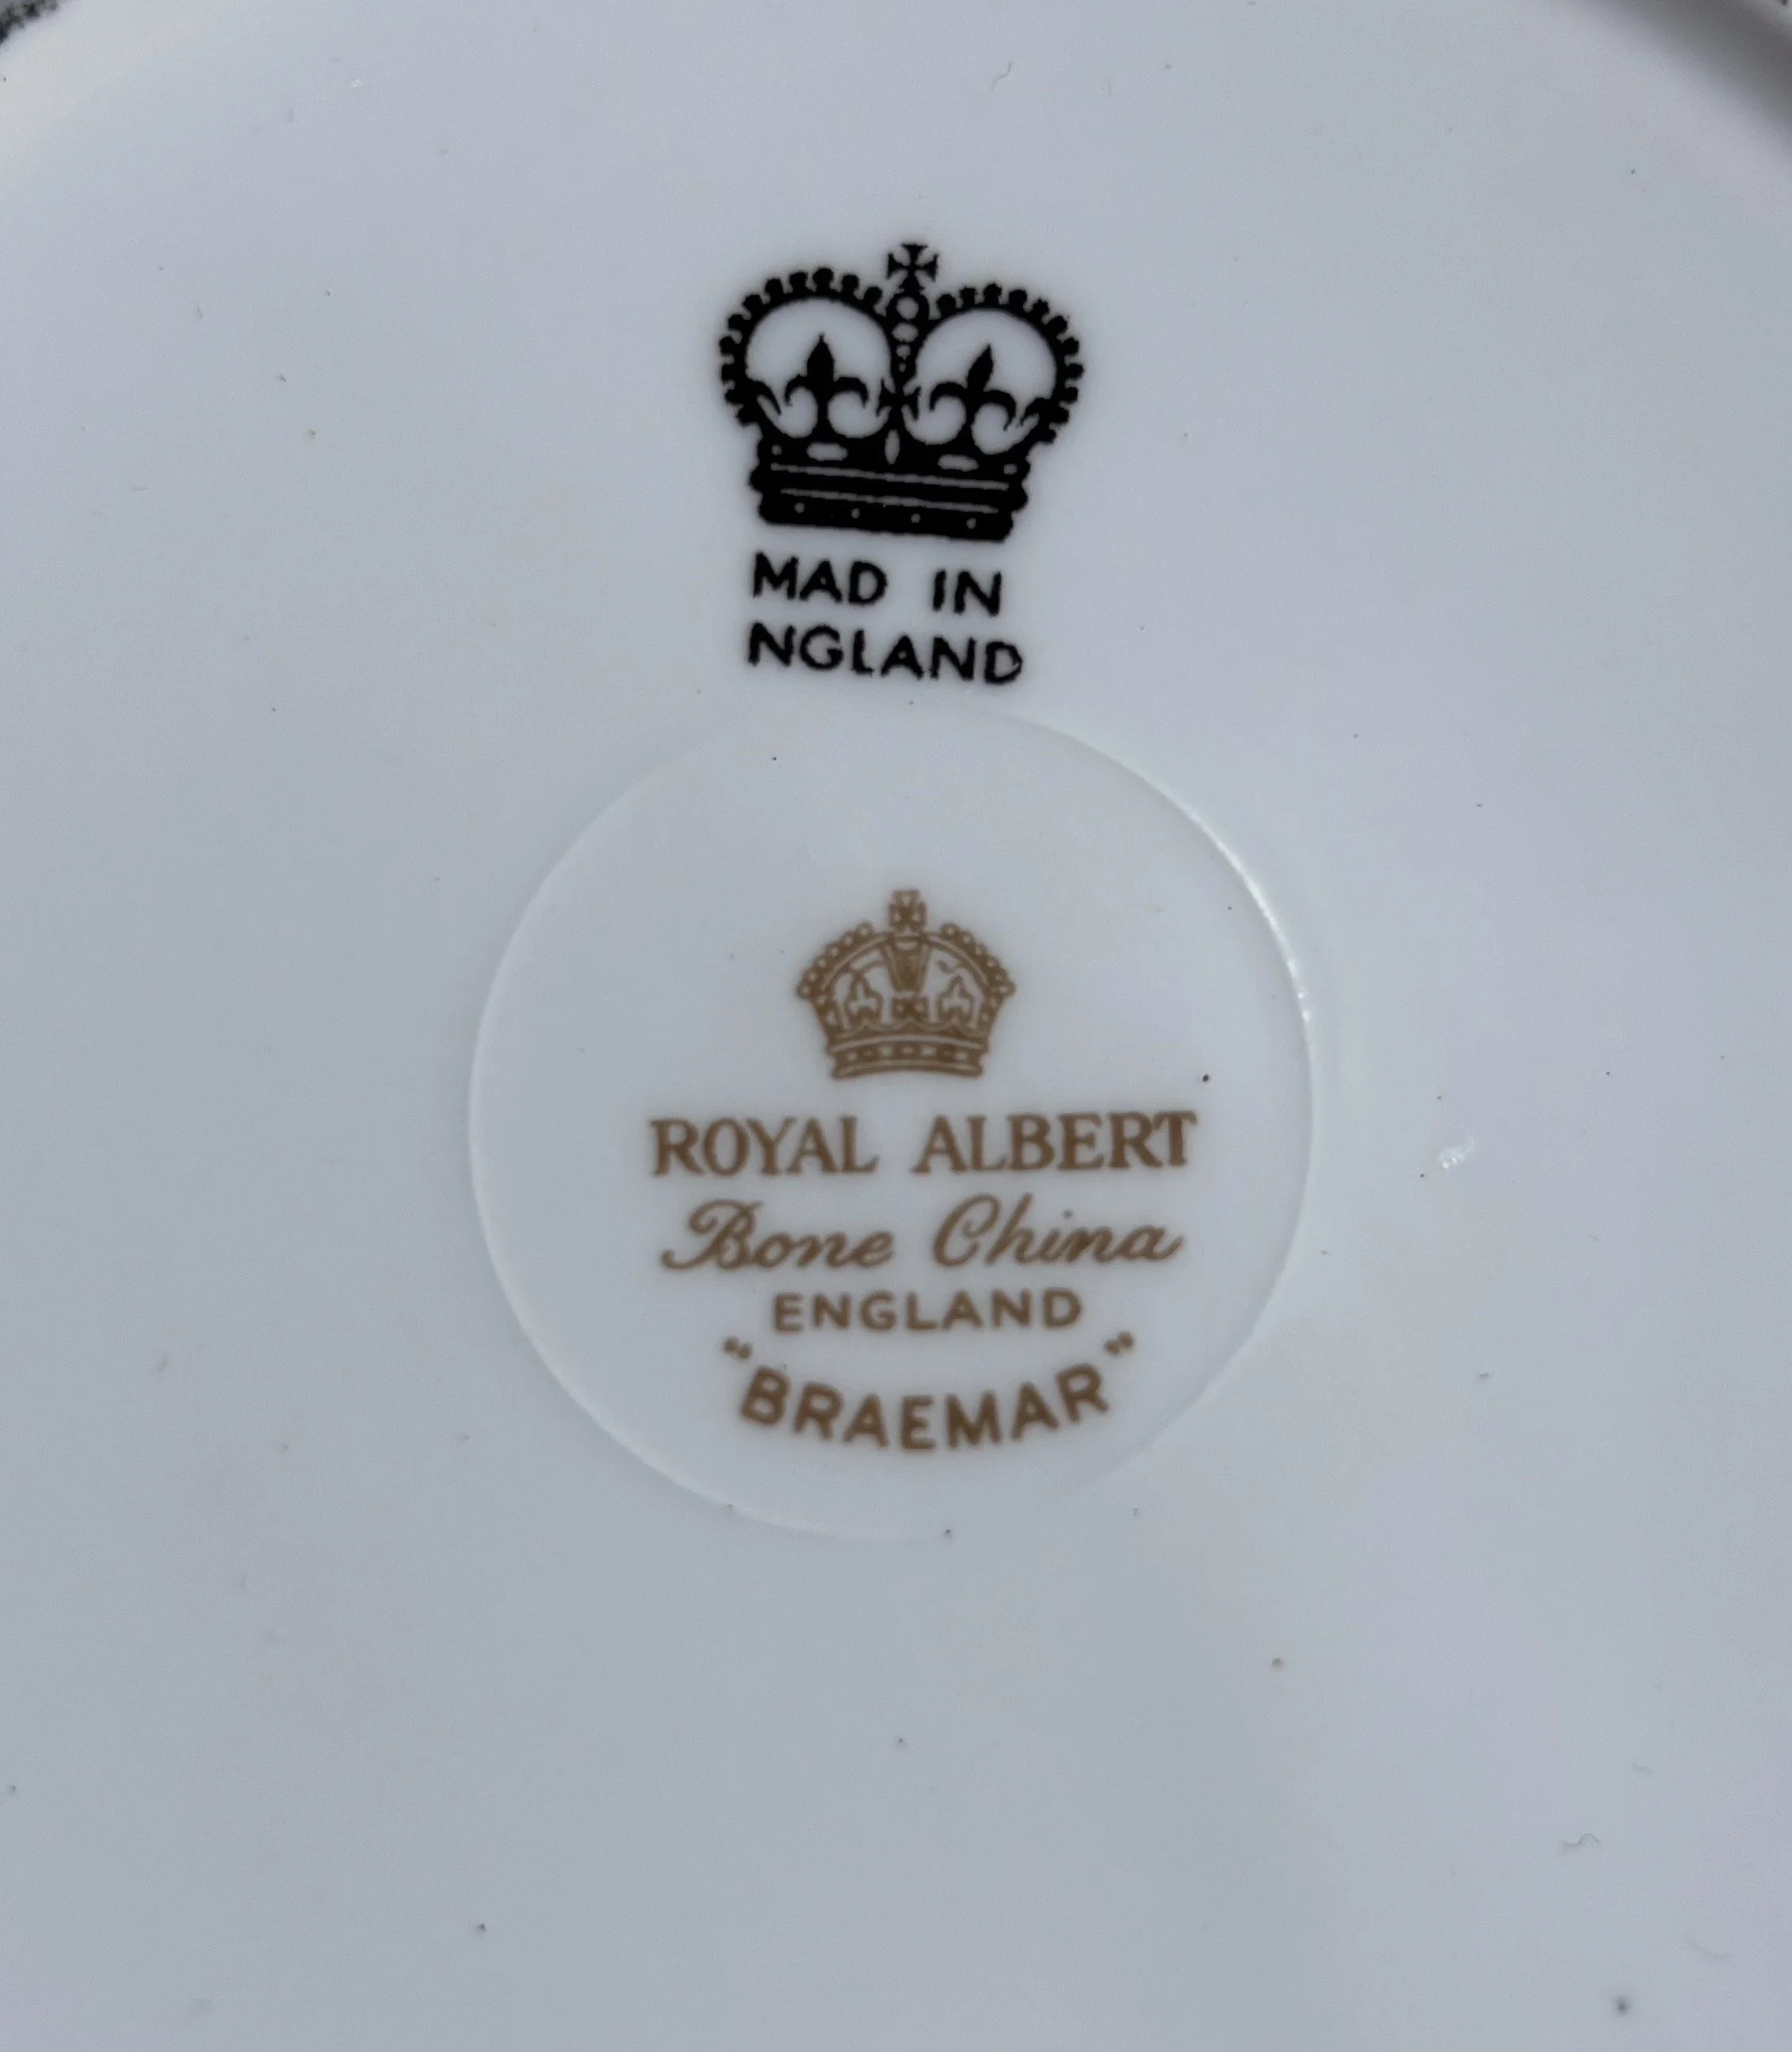 MAD IN
NGLAND
ROYAL ALBERT
Bone China
ENGLAND
"BRAEMAR"